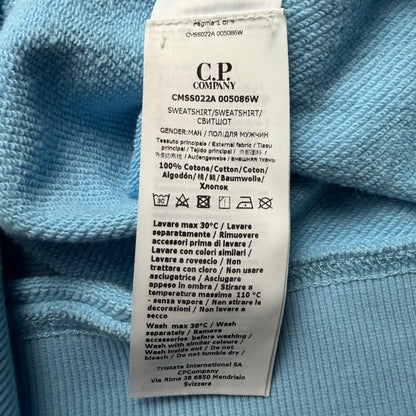 Pagina 1 di 4
CMSS022A 005086W
C.P.
COMPANY
CMSS022A 005086W
SWEATSHIRT/SWEATSHIRT/
СВИТШОТ
GENDER:MAN / ПОЛ:ДЛЯ МУЖЧИН
Tessuto principale / External fabric / Tissu
principal / Tejido principal /
/ Außengewebe / внешняя ткань
100% Cotone/Cotton/Coton/
Algodón/棉/綿/Baumwolle/
Хлопок
30
Lavare max 30°C / Lavare
separatamente / Rimuovere
accessori prima di lavare /
Lavare con colori similari /
Lavare a rovescio / Non
trattare con cloro / Non usare
asciugatrice / Asciugare
appeso in ombra / Stirare a
temperatura massima 110 °C
- senza vapore / Non stirare le
decorazioni / Non lavare a
secco
Wash max 30°C / Wash
separately / Remove
accessories before washing /
Wash with similar colours /
Wash inside out / Do not
bleach / Do not tumble dry /
Tristate International SA
CPCompany
Via Rime 38 6850 Mendrisio
Svizzera